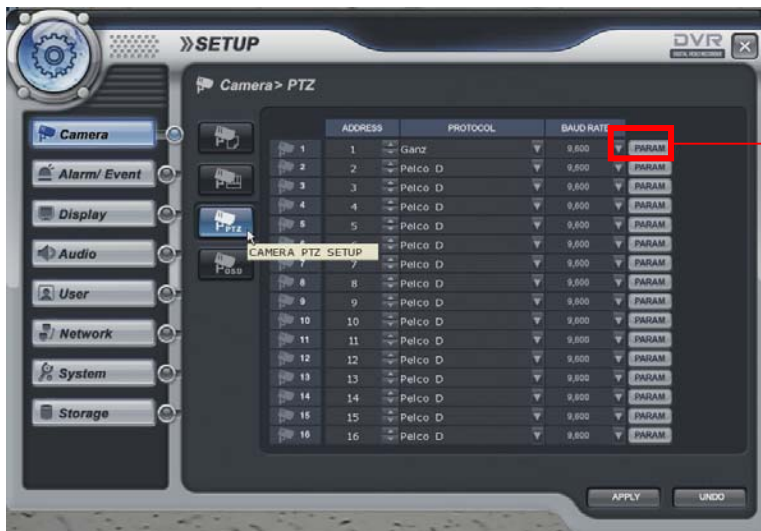 »SETUP
DVR
DIGITAL VIDEO RECORDER
Camera> PTZ
Camera
Alarm/ Event
Display
Audio
User
Network
System
Storage
PTZ
OSD
CAMERA PTZ SETUP
ADDRESS PROTOCOL BAUD RATE
1 1 Ganz 9,600 PARAM
2 2 Pelco D 9,600 PARAM
3 3 Pelco D 9,600 PARAM
4 4 Pelco D 9,600 PARAM
5 5 Pelco D 9,600 PARAM
Pelco D 9,600 PARAM
7 7 Pelco D 9,600 PARAM
8 8 Pelco D 9,600 PARAM
9 9 Pelco D 9,600 PARAM
10 10 Pelco D 9,600 PARAM
11 11 Pelco D 9,600 PARAM
12 12 Pelco D 9,600 PARAM
13 13 Pelco D 9,600 PARAM
14 14 Pelco D 9,600 PARAM
15 15 Pelco D 9,600 PARAM
16 16 Pelco D 9,600 PARAM
APPLY UNDO